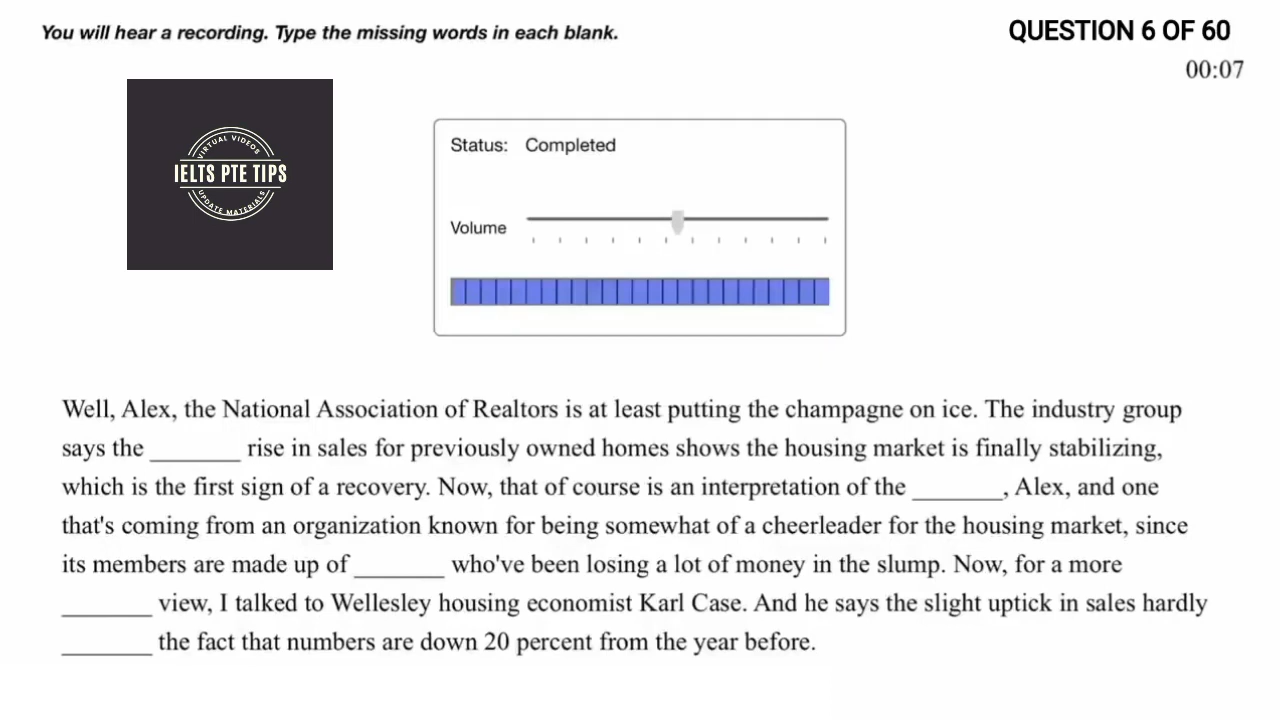 You will hear a recording. Type the missing words in each blank.
QUESTION 6 OF 60
00:07
VIRTUAL VIDEOS
IELTS PTE TIPS
UPDATE MATERIALS
Status: Completed
Volume
Well, Alex, the National Association of Realtors is at least putting the champagne on ice. The industry group
says the _______ rise in sales for previously owned homes shows the housing market is finally stabilizing,
which is the first sign of a recovery. Now, that of course is an interpretation of the _______, Alex, and one
that's coming from an organization known for being somewhat of a cheerleader for the housing market, since
its members are made up of _______ who've been losing a lot of money in the slump. Now, for a more
_______ view, I talked to Wellesley housing economist Karl Case. And he says the slight uptick in sales hardly
_______ the fact that numbers are down 20 percent from the year before.